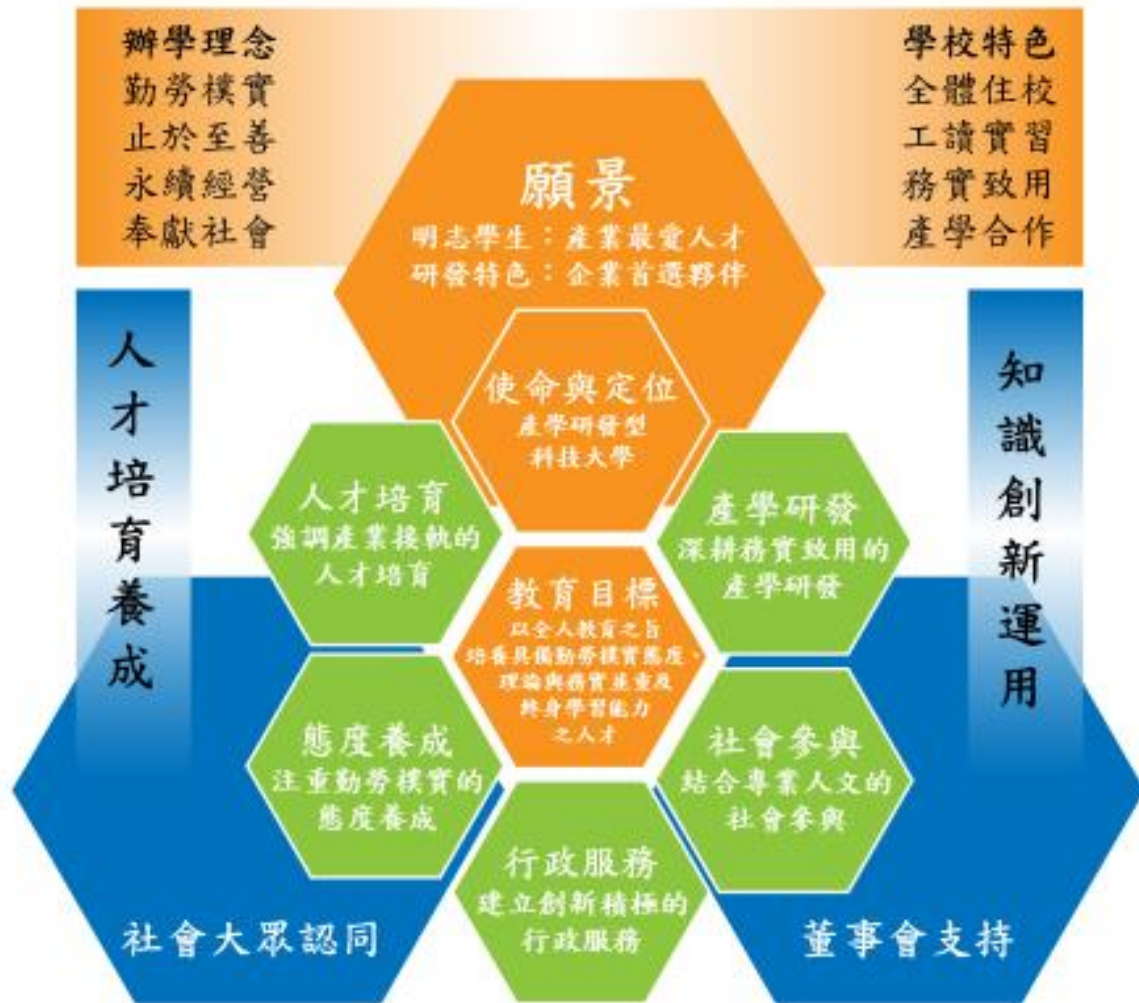 辦學理念
勤勞樸實
止於至善
永續經營
奉獻社會
學校特色
全體住校
工讀實習
務實致用
產學合作
願景
明志學生：產業最愛人才
研發特色：企業首選夥伴
使命與定位
產學研發型
科技大學
人才培育養成
知識創新運用
人才培育
強調產業接軌的
人才培育
產學研發
深耕務實致用的
產學研發
教育目標
以全人教育之旨
培養具備勤勞樸實態度、
理論與務實並重及
終身學習能力
之人才
態度養成
注重勤勞樸實的
態度養成
社會參與
結合專業人文的
社會參與
行政服務
建立創新積極的
行政服務
社會大眾認同
董事會支持